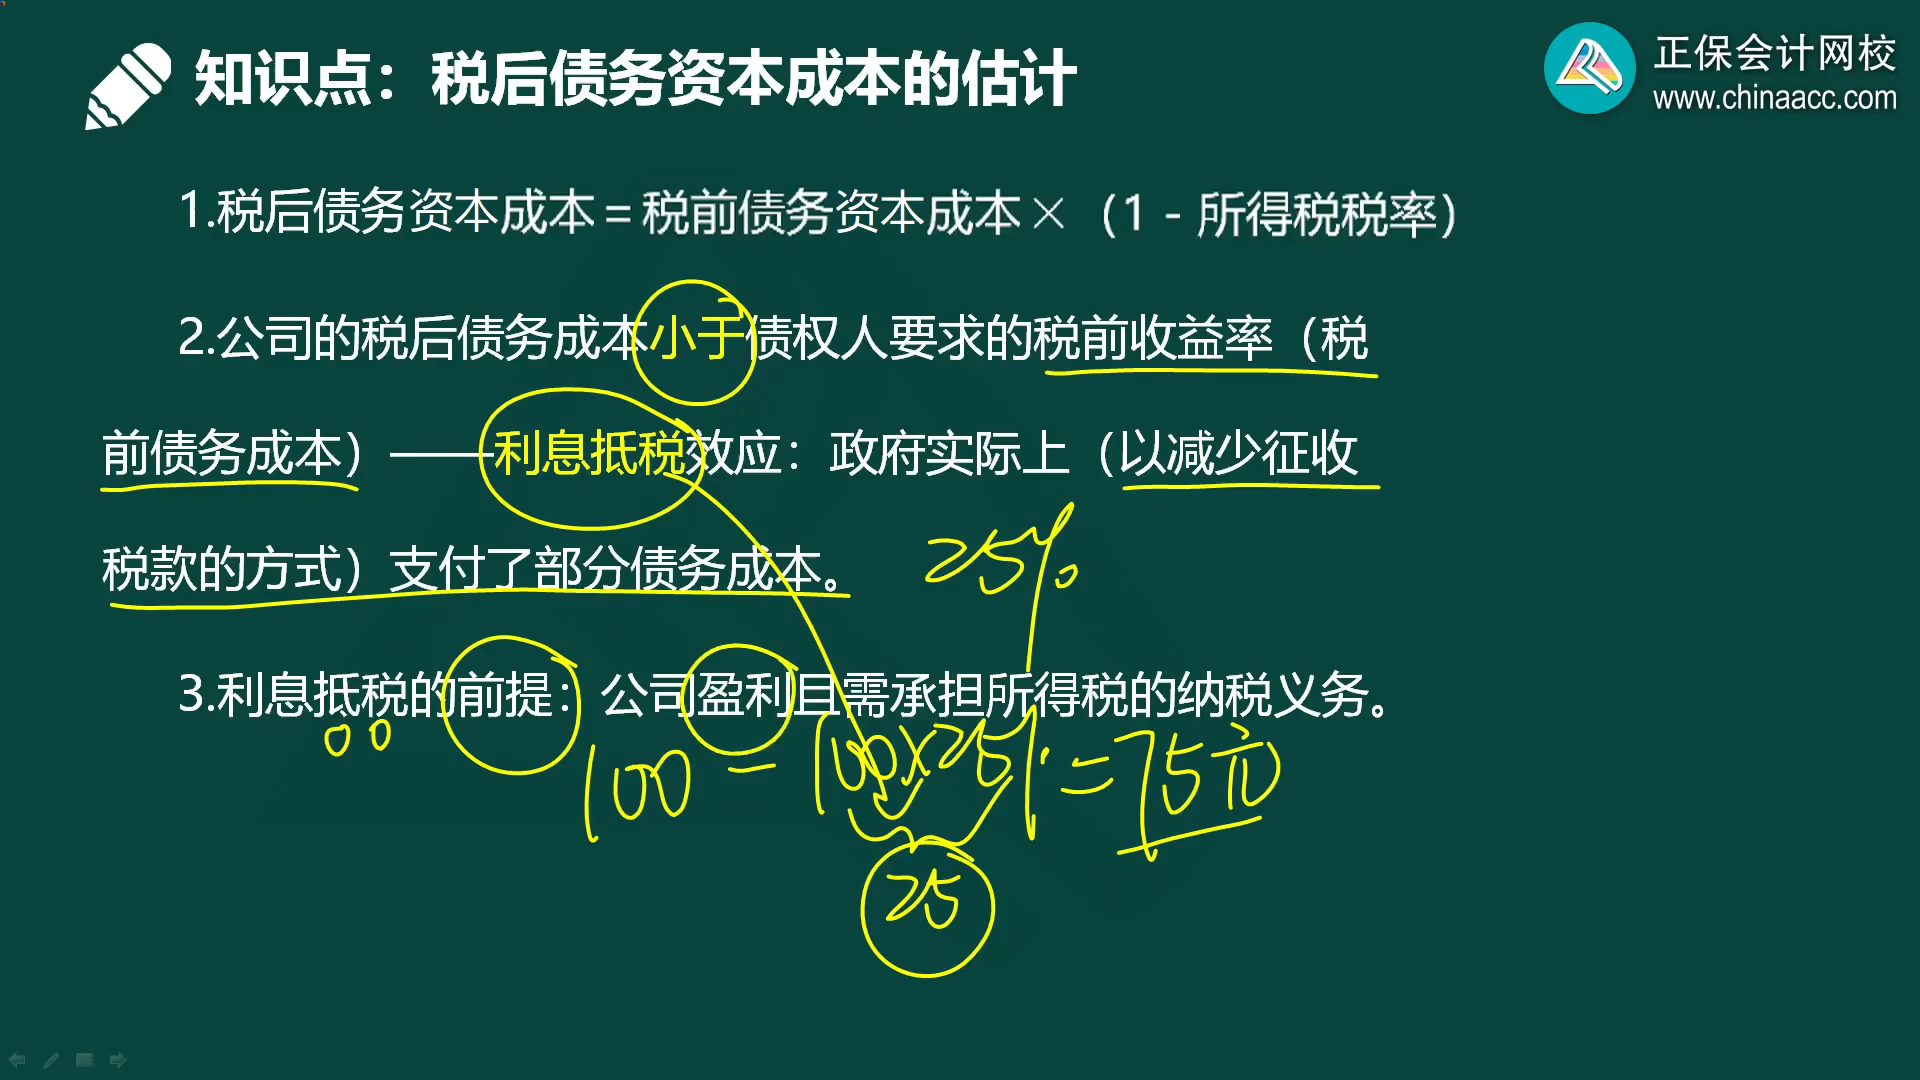 知识点：税后债务资本成本的估计
正保会计网校
www.chinaacc.com
1.税后债务资本成本＝税前债务资本成本×（1－所得税税率）
2.公司的税后债务成本小于债权人要求的税前收益率（税
前债务成本）——利息抵税效应：政府实际上（以减少征收
税款的方式）支付了部分债务成本。
25%
3.利息抵税的前提：公司盈利且需承担所得税的纳税义务。
100－100×25%=75元
25